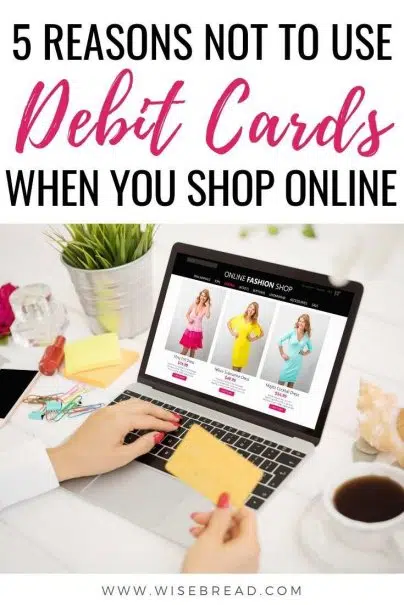 5 REASONS NOT TO USE
Debit Cards
WHEN YOU SHOP ONLINE
ONLINE FASHION SHOP
WWW.WISEBREAD.COM